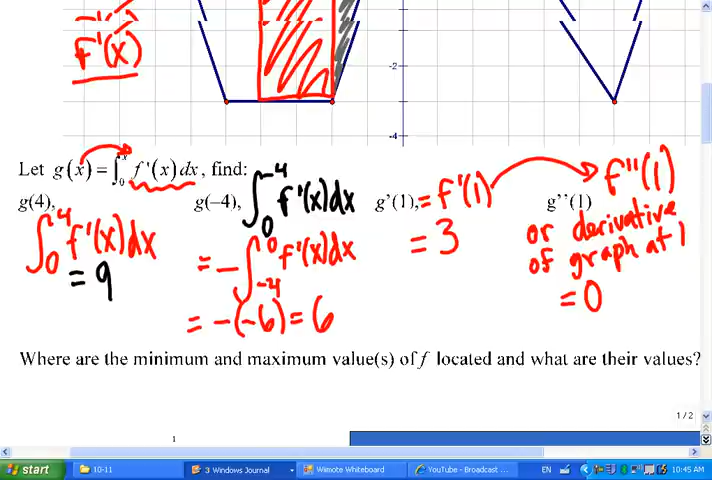 f'(x)
-2
-4
Let g(x) = ∫₀ˣ f'(x)dx, find:
g(4), g(-4), g'(1), g''(1)
∫₀⁴ f'(x)dx
= 9
∫₀⁻⁴ f'(x)dx
= -∫₋₄⁰ f'(x)dx
= -(-6) = 6
= f'(1)
= 3
f''(1)
or derivative
of graph at 1
= 0
Where are the minimum and maximum value(s) of f located and what are their values?
1 / 2
1
start 10-11 3 Windows Journal Wiimote Whiteboard YouTube - Broadcast ... EN 10:45 AM